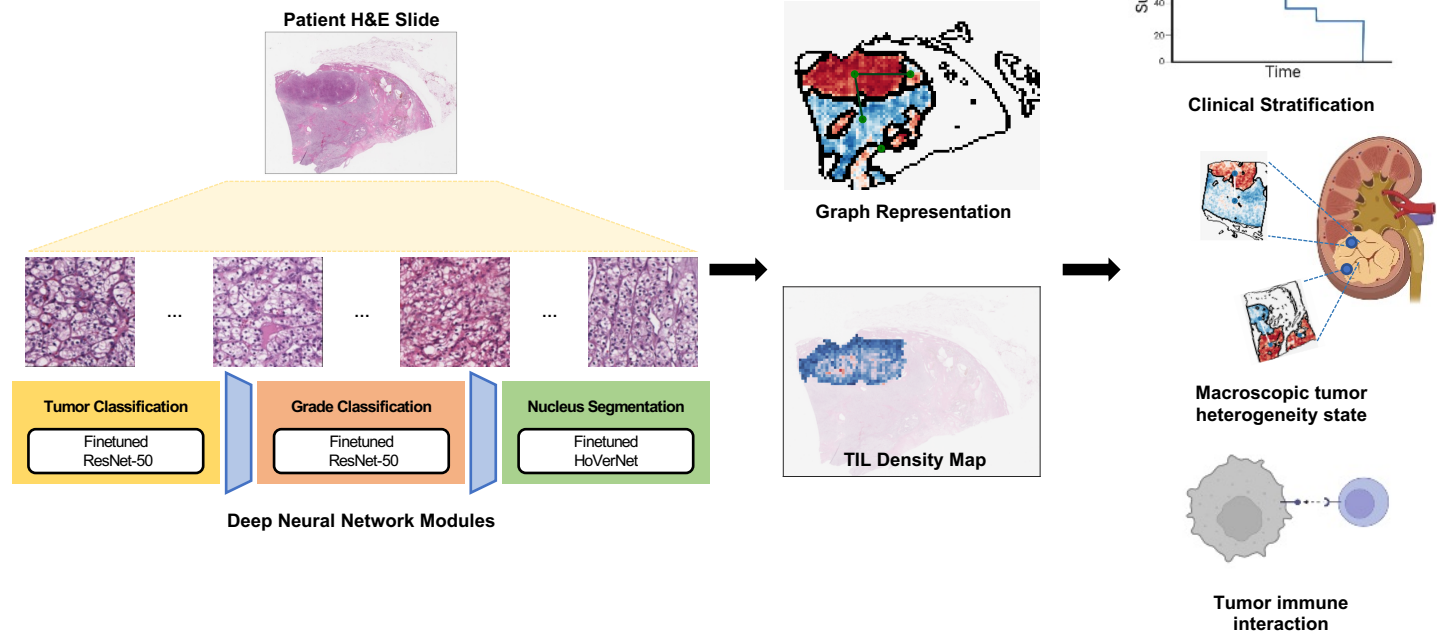 Patient H&E Slide
...
...
...
Tumor Classification
Finetuned
ResNet-50
Grade Classification
Finetuned
ResNet-50
Nucleus Segmentation
Finetuned
HoVerNet
Deep Neural Network Modules
Graph Representation
TIL Density Map
40
20
0
Time
Clinical Stratification
Macroscopic tumor
heterogeneity state
Tumor immune
interaction